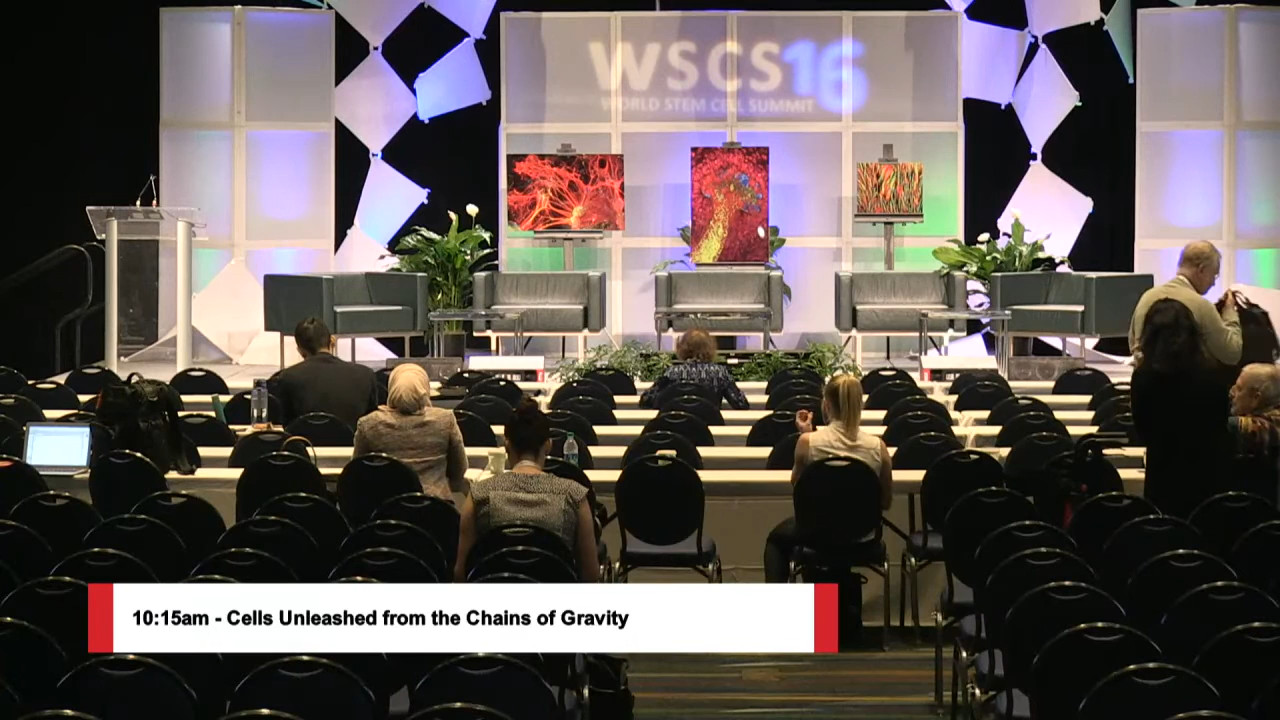 WSCS16
WORLD STEM CELL SUMMIT
10:15am - Cells Unleashed from the Chains of Gravity